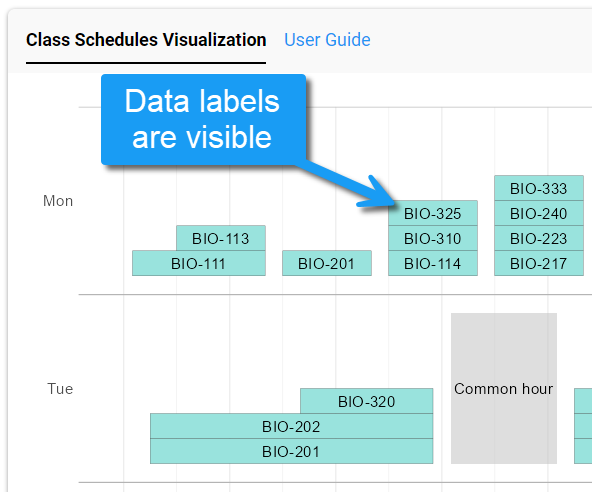 Class Schedules Visualization User Guide
Data labels
are visible
Mon
BIO-333
BIO-325 BIO-240
BIO-113 BIO-310 BIO-223
BIO-111 BIO-201 BIO-114 BIO-217
Tue
Common hour
BIO-320
BIO-202
BIO-201